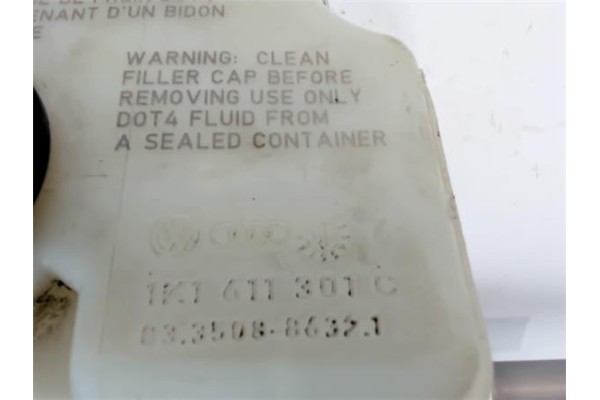 ENANT D'UN BIDON
E
WARNING: CLEAN
FILLER CAP BEFORE
REMOVING USE ONLY
DOT4 FLUID FROM
A SEALED CONTAINER
1K1 611 301 C
03.3508-8632.1